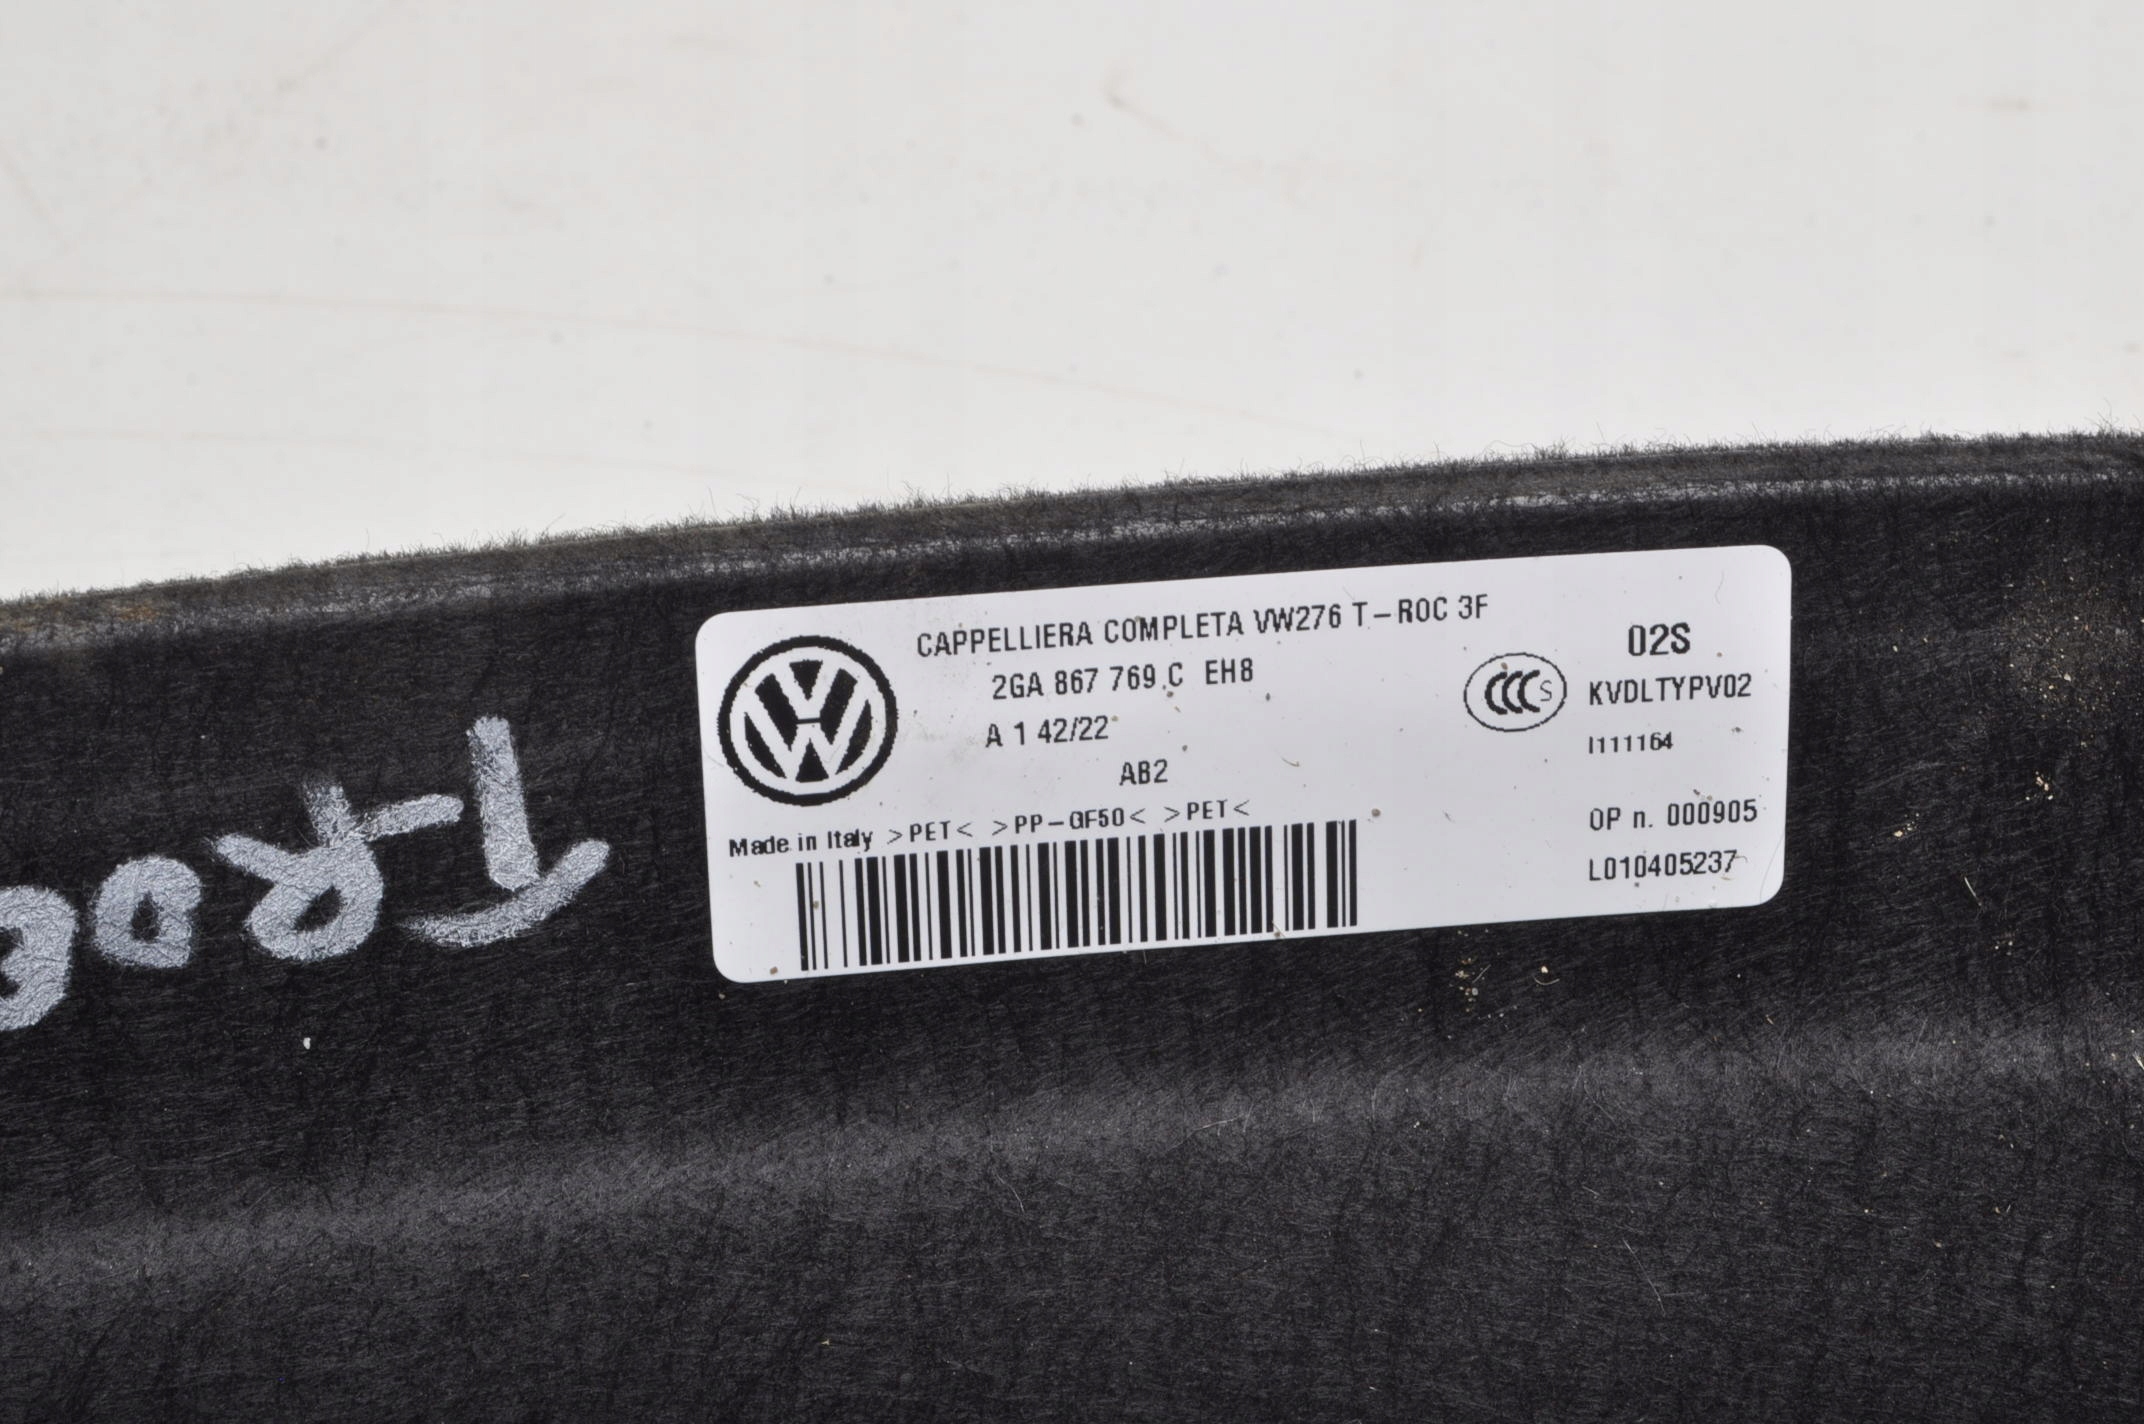 CAPPELLIERA COMPLETA VW276 T-ROC 3F
2GA 867 769 C EH8
A 1 42/22
AB2
Made in Italy >PET< >PP-GF50< >PET<
02S
CCC S
KVDLTYPV02
I111164
OP n. 000905
L010405237
T-ROC